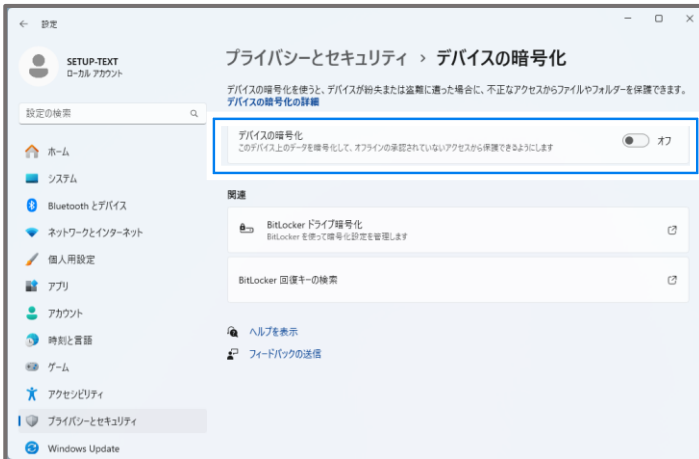 設定
SETUP-TEXT
ローカル アカウント
設定の検索
ホーム
システム
Bluetooth とデバイス
ネットワークとインターネット
個人用設定
アプリ
アカウント
時刻と言語
ゲーム
アクセシビリティ
プライバシーとセキュリティ
Windows Update
プライバシーとセキュリティ › デバイスの暗号化
デバイスの暗号化を使うと、デバイスが紛失または盗難に遭った場合に、不正なアクセスからファイルやフォルダーを保護できます。
デバイスの暗号化の詳細
デバイスの暗号化
このデバイス上のデータを暗号化して、オフラインの承認されていないアクセスから保護できるようにします
オフ
関連
BitLocker ドライブ暗号化
BitLocker を使って暗号化設定を管理します
BitLocker 回復キーの検索
ヘルプを表示
フィードバックの送信